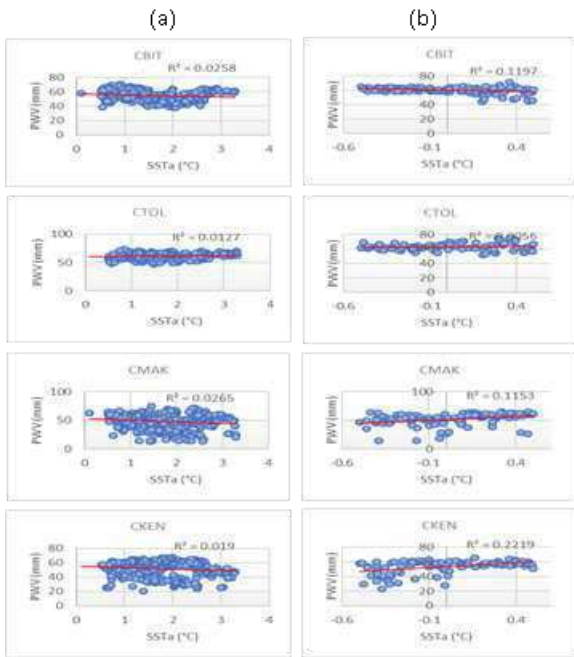 (a) (b)
CBIT
R² = 0.0258
80
60
40
20
0
PWV(mm)
0 1 2 3 4
SSTa (°C)
CBIT
R² = 0.1197
80
60
40
20
0
PWV(mm)
-0.6 -0.1 0.4
SSTa (°C)
CTOL
R² = 0.0127
100
50
0
PWV(mm)
0 1 2 3 4
SSTa (°C)
CTOL
80
60
40
20
0
PWV(mm)
-0.6 -0.1 0.4
SSTa (°C)
CMAK
R² = 0.0265
100
50
0
PWV(mm)
0 1 2 3 4
SSTa (°C)
CMAK
R² = 0.1153
100
50
0
PWV(mm)
-0.6 -0.1 0.4
SSTa (°C)
CKEN
R² = 0.019
80
60
40
20
0
PWV(mm)
0 1 2 3 4
SSTa (°C)
CKEN
R² = 0.2219
80
60
40
20
0
PWV(mm)
-0.6 -0.1 0.4
SSTa (°C)